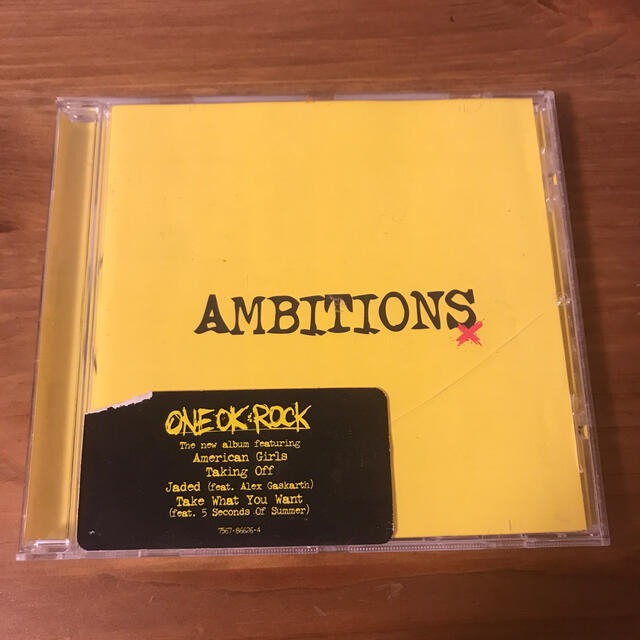 AMBITIONS
ONE OK ROCK
The new album featuring
American Girls
Taking Off
Jaded (feat. Alex Gaskarth)
Take What You Want
(feat. 5 Seconds Of Summer)
7567-86626-4